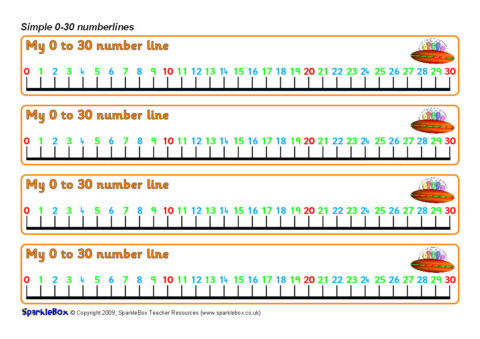 Simple 0-30 numberlines
My 0 to 30 number line
0 1 2 3 4 5 6 7 8 9 10 11 12 13 14 15 16 17 18 19 20 21 22 23 24 25 26 27 28 29 30
My 0 to 30 number line
0 1 2 3 4 5 6 7 8 9 10 11 12 13 14 15 16 17 18 19 20 21 22 23 24 25 26 27 28 29 30
My 0 to 30 number line
0 1 2 3 4 5 6 7 8 9 10 11 12 13 14 15 16 17 18 19 20 21 22 23 24 25 26 27 28 29 30
My 0 to 30 number line
0 1 2 3 4 5 6 7 8 9 10 11 12 13 14 15 16 17 18 19 20 21 22 23 24 25 26 27 28 29 30
SparkleBox © Copyright 2009, SparkleBox Teacher Resources (www.sparklebox.co.uk)